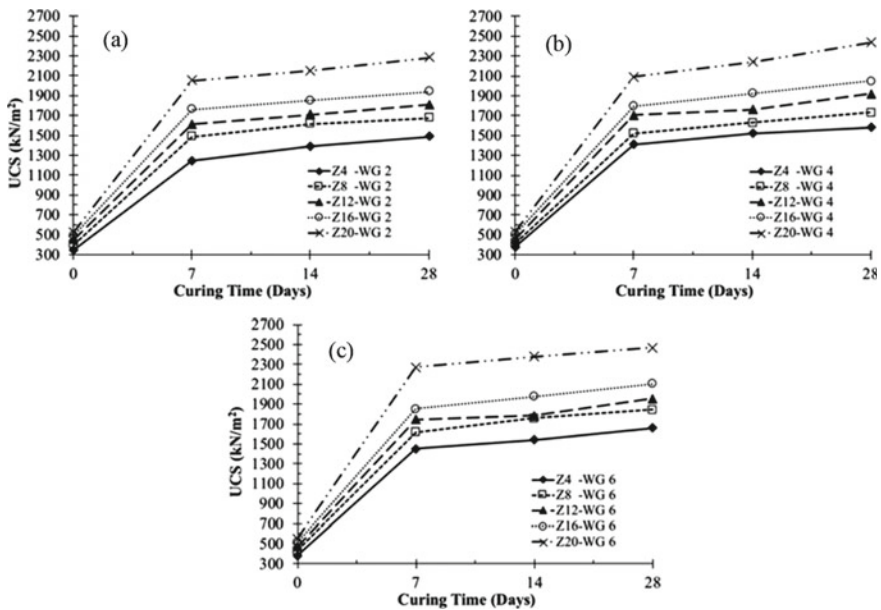 (a)
UCS (kN/m²)
2700
2500
2300
2100
1900
1700
1500
1300
1100
900
700
500
300
Z4 -WG 2
Z8 -WG 2
Z12-WG 2
Z16-WG 2
Z20-WG 2
0 7 14 28
Curing Time (Days)
(b)
2700
2500
2300
2100
1900
1700
1500
1300
1100
900
700
500
300
Z4 -WG 4
Z8 -WG 4
Z12-WG 4
Z16-WG 4
Z20-WG 4
0 7 14 28
Curing Time (Days)
(c)
UCS (kN/m²)
2700
2500
2300
2100
1900
1700
1500
1300
1100
900
700
500
300
Z4 -WG 6
Z8 -WG 6
Z12-WG 6
Z16-WG 6
Z20-WG 6
0 7 14 28
Curing Time (Days)